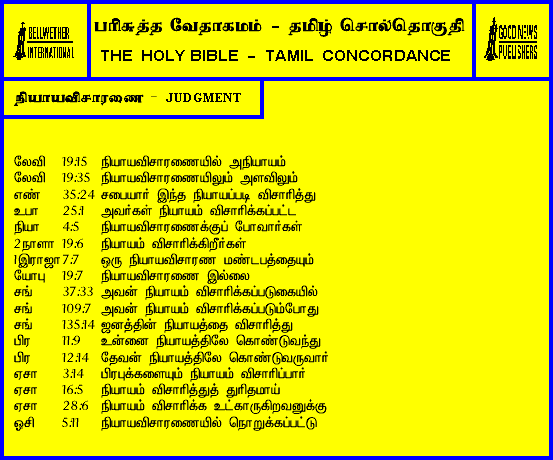 BELLWETHER
INTERNATIONAL
பரிசுத்த வேதாகமம் - தமிழ் சொல்தொகுதி
THE HOLY BIBLE - TAMIL CONCORDANCE
GOOD NEWS
PUBLISHERS
நியாயவிசாரணை - JUDGMENT
லேவி 19:15 நியாயவிசாரணையில் அநியாயம்
லேவி 19:35 நியாயவிசாரணையிலும் அளவிலும்
எண் 35:24 சபையார் இந்த நியாயப்படி விசாரித்து
உபா 25:1 அவர்கள் நியாயம் விசாரிக்கப்பட்ட
நியா 4:5 நியாயவிசாரணைக்குப் போவார்கள்
2நாளா 19:6 நியாயம் விசாரிக்கிறீர்கள்
1இராஜா 7:7 ஒரு நியாயவிசாரண மண்டபத்தையும்
யோபு 19:7 நியாயவிசாரணை இல்லை
சங் 37:33 அவன் நியாயம் விசாரிக்கப்படுகையில்
சங் 109:7 அவன் நியாயம் விசாரிக்கப்படும்போது
சங் 135:14 ஜனத்தின் நியாயத்தை விசாரித்து
பிர 11:9 உன்னை நியாயத்திலே கொண்டுவந்து
பிர 12:14 தேவன் நியாயத்திலே கொண்டுவருவார்
ஏசா 3:14 பிரபுக்களையும் நியாயம் விசாரிப்பார்
ஏசா 16:5 நியாயம் விசாரித்துத் துரிதமாய்
ஏசா 28:6 நியாயம் விசாரிக்க உட்காருகிறவனுக்கு
ஓசி 5:11 நியாயவிசாரணையில் நொறுக்கப்பட்டு